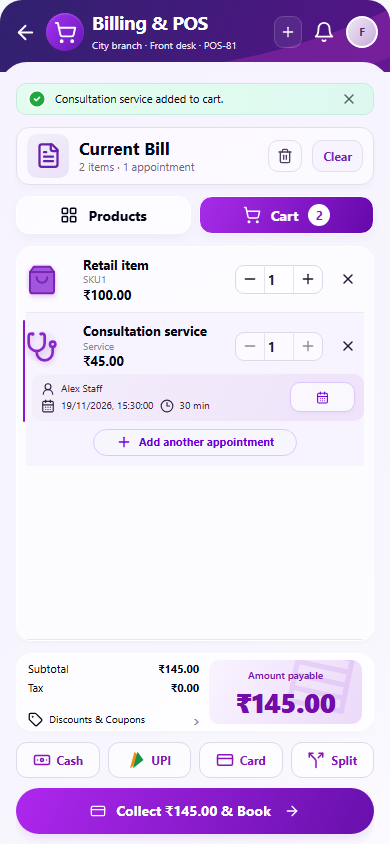 Billing & POS
City branch · Front desk · POS-81
F
Consultation service added to cart.
Current Bill
2 items · 1 appointment
Clear
Products
Cart 2
Retail item
SKU1
₹100.00
1
Consultation service
Service
₹45.00
1
Alex Staff
19/11/2026, 15:30:00 30 min
Add another appointment
Subtotal ₹145.00
Tax ₹0.00
Discounts & Coupons
Amount payable
₹145.00
Cash
UPI
Card
Split
Collect ₹145.00 & Book